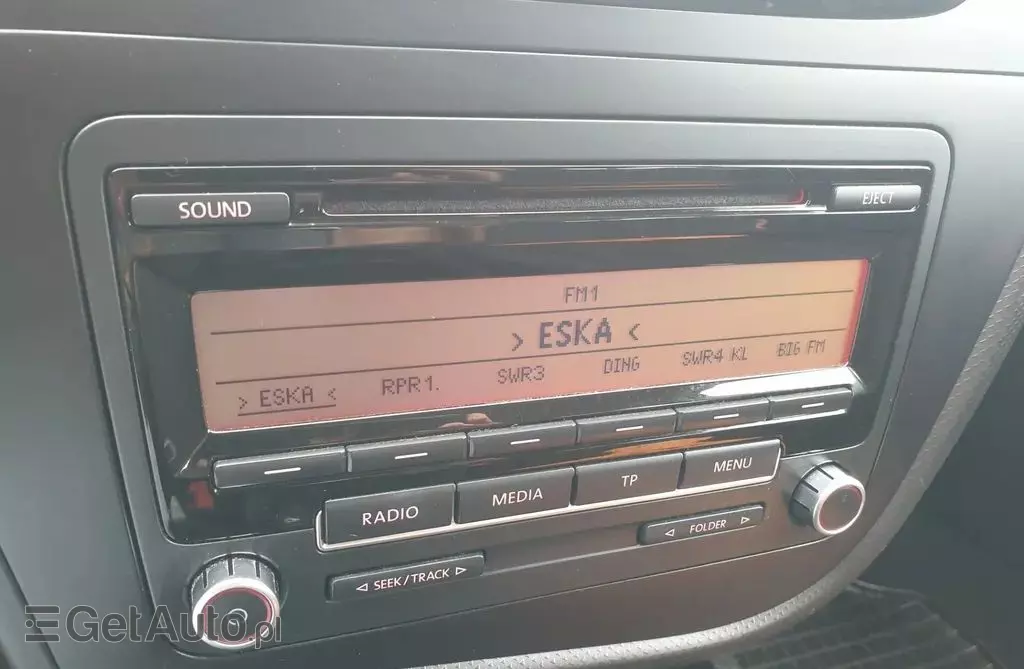 SOUND
EJECT
FM1
> ESKA <
> ESKA < RPR1. SWR3 DING SWR4 KL BIG FM
RADIO MEDIA TP MENU
◁ SEEK/TRACK ▷
◁ FOLDER ▷
GetAuto.pl